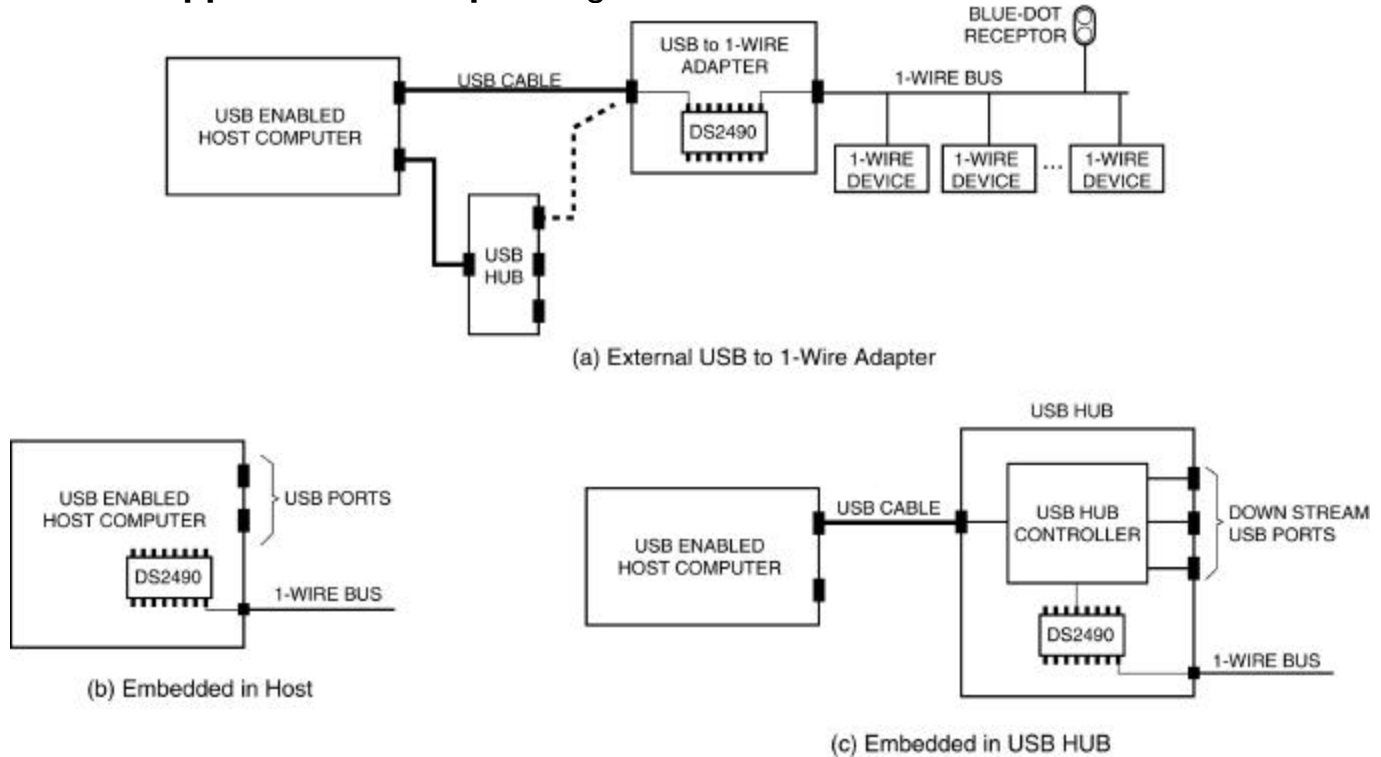 BLUE-DOT
RECEPTOR
USB to 1-WIRE
ADAPTER
USB CABLE
1-WIRE BUS
USB ENABLED
HOST COMPUTER
DS2490
1-WIRE
DEVICE
1-WIRE
DEVICE
...
1-WIRE
DEVICE
USB
HUB
(a) External USB to 1-Wire Adapter
USB ENABLED
HOST COMPUTER
USB PORTS
DS2490
1-WIRE BUS
(b) Embedded in Host
USB HUB
USB CABLE
USB ENABLED
HOST COMPUTER
USB HUB
CONTROLLER
DOWN STREAM
USB PORTS
DS2490
1-WIRE BUS
(c) Embedded in USB HUB